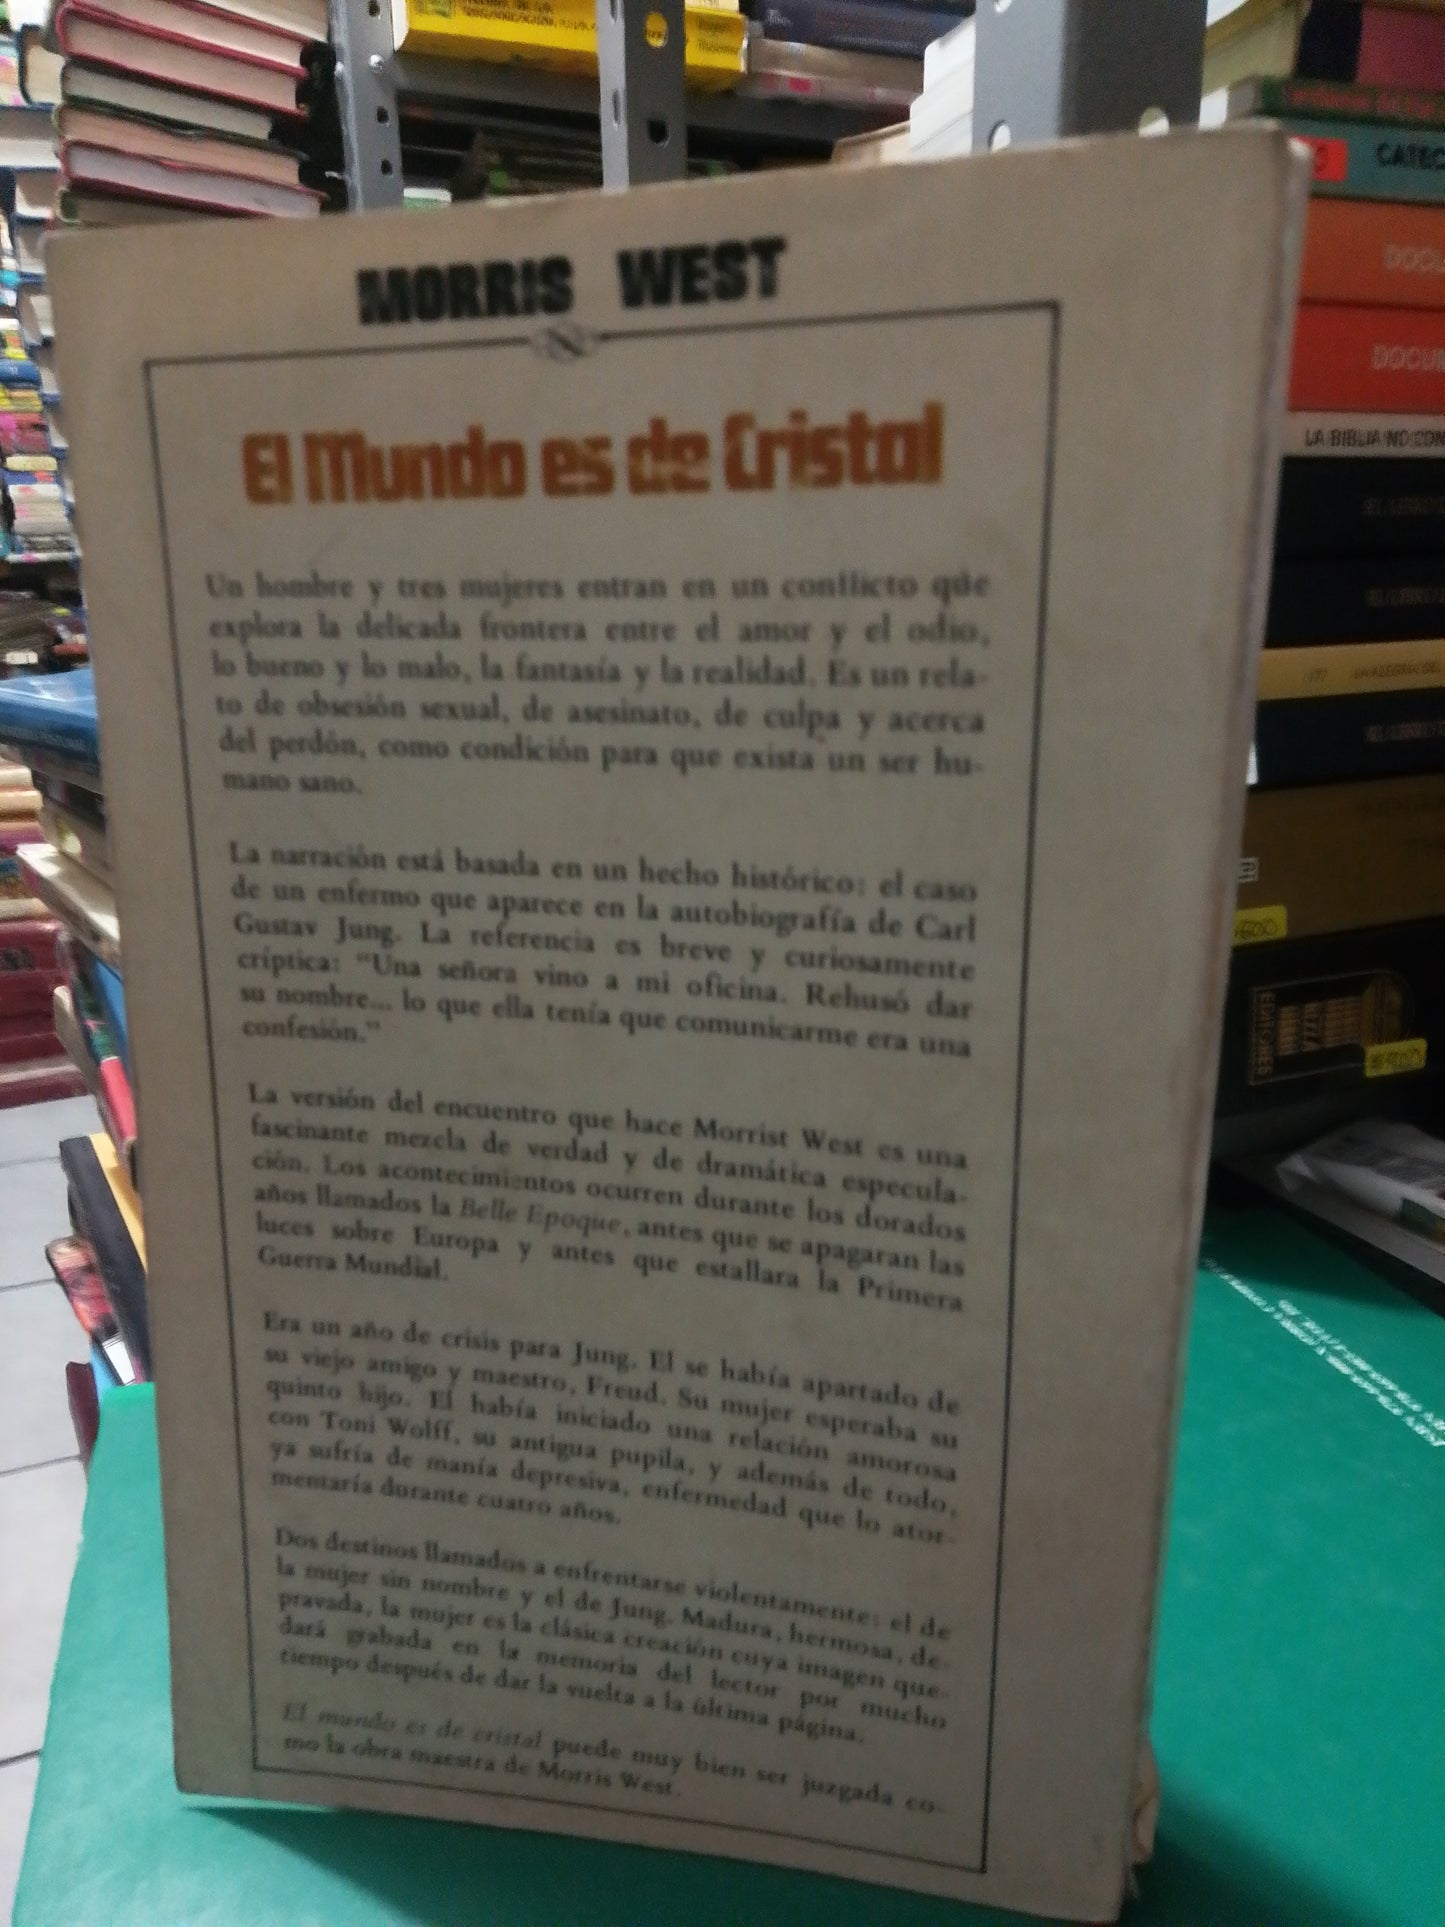 MORRIS WEST
El Mundo es de Cristal
Un hombre y tres mujeres entran en un conflicto que
explora la delicada frontera entre el amor y el odio,
lo bueno y lo malo, la fantasía y la realidad. Es un rela-
to de obsesión sexual, de asesinato, de culpa y acerca
del perdón, como condición para que exista un ser hu-
mano sano.
La narración está basada en un hecho histórico: el caso
de un enfermo que aparece en la autobiografía de Carl
Gustav Jung. La referencia es breve y curiosamente
críptica: "Una señora vino a mi oficina. Rehusó dar
su nombre... lo que ella tenía que comunicarme era una
confesión."
La versión del encuentro que hace Morrist West es una
fascinante mezcla de verdad y de dramática especula-
ción. Los acontecimientos ocurren durante los dorados
años llamados la Belle Epoque, antes que se apagaran las
luces sobre Europa y antes que estallara la Primera
Guerra Mundial.
Era un año de crisis para Jung. El se había apartado de
su viejo amigo y maestro, Freud. Su mujer esperaba su
quinto hijo. El había iniciado una relación amorosa
con Toni Wolff, su antigua pupila, y además de todo,
ya sufría de manía depresiva, enfermedad que lo ator-
mentaría durante cuatro años.
Dos destinos llamados a enfrentarse violentamente: el de
la mujer sin nombre y el de Jung. Madura, hermosa, de-
pravada, la mujer es la clásica creación cuya imagen que-
dará grabada en la memoria del lector por mucho
tiempo después de dar la vuelta a la última página.
El mundo es de cristal puede muy bien ser juzgada co-
mo la obra maestra de Morris West.
CATEC
DOCU
DOCU
LA BIBLIA NO CON
EDITORES